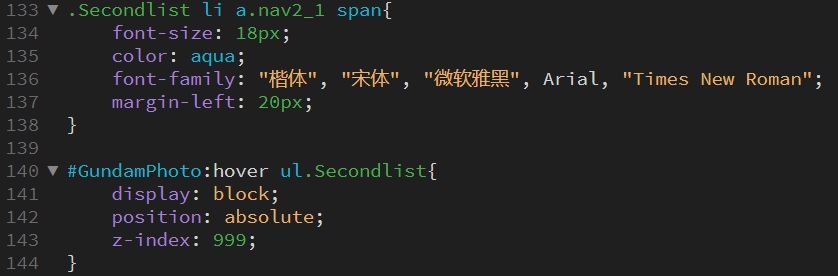 133 ▼ .Secondlist li a.nav2_1 span{
134 font-size: 18px;
135 color: aqua;
136 font-family: "楷体", "宋体", "微软雅黑", Arial, "Times New Roman";
137 margin-left: 20px;
138 }
139
140 ▼ #GundamPhoto:hover ul.Secondlist{
141 display: block;
142 position: absolute;
143 z-index: 999;
144 }